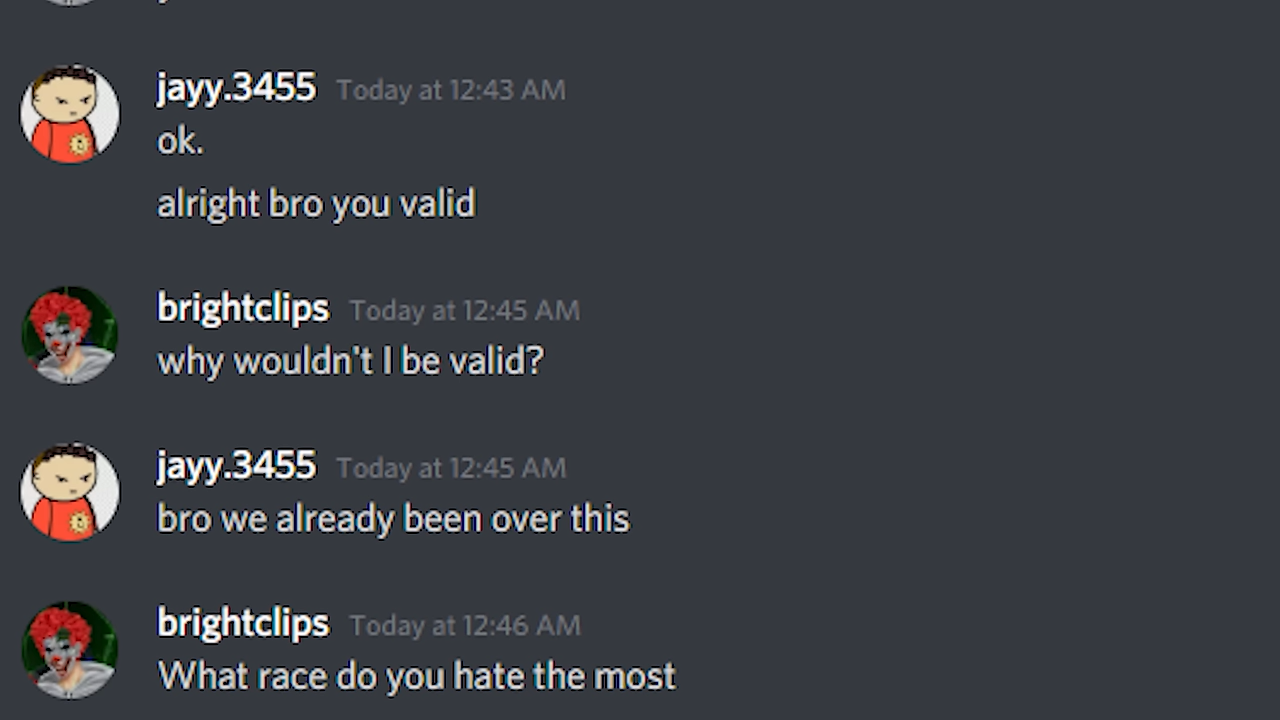 jayy.3455 Today at 12:43 AM
ok.
alright bro you valid
brightclips Today at 12:45 AM
why wouldn't I be valid?
jayy.3455 Today at 12:45 AM
bro we already been over this
brightclips Today at 12:46 AM
What race do you hate the most